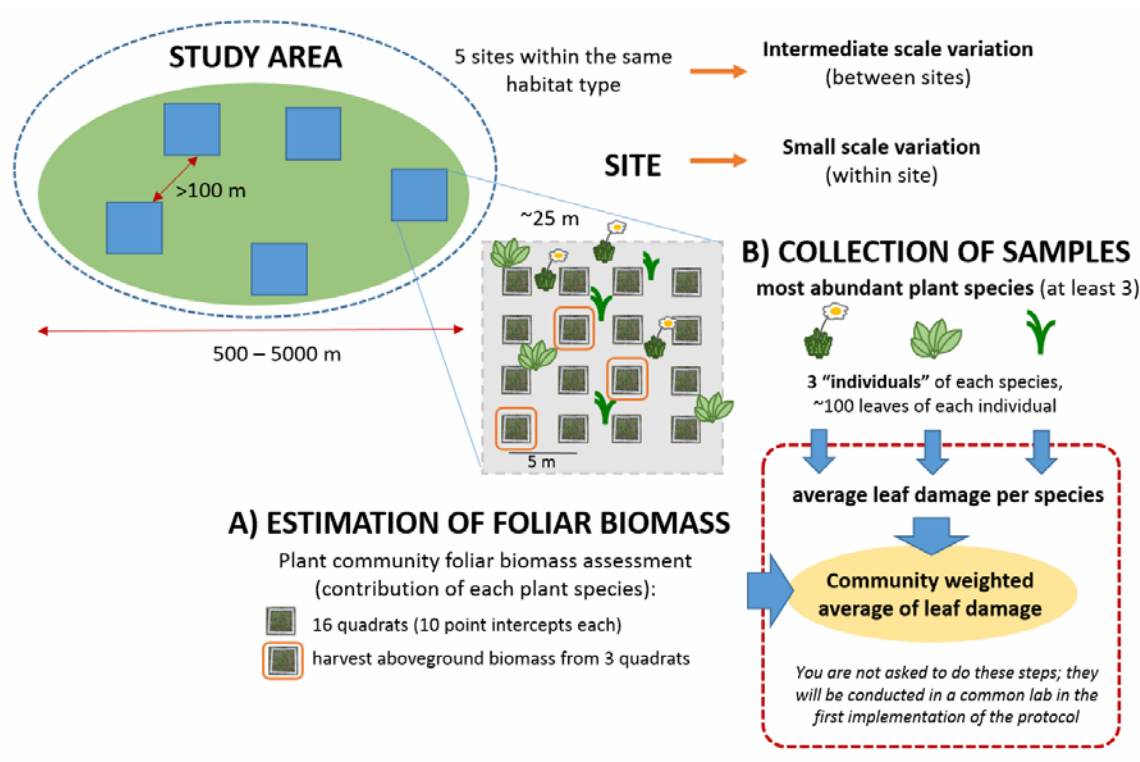 STUDY AREA
5 sites within the same
habitat type
Intermediate scale variation
(between sites)
>100 m
SITE
Small scale variation
(within site)
~25 m
500 – 5000 m
5 m
B) COLLECTION OF SAMPLES
most abundant plant species (at least 3)
3 “individuals” of each species,
~100 leaves of each individual
average leaf damage per species
Community weighted
average of leaf damage
You are not asked to do these steps; they
will be conducted in a common lab in the
first implementation of the protocol
A) ESTIMATION OF FOLIAR BIOMASS
Plant community foliar biomass assessment
(contribution of each plant species):
16 quadrats (10 point intercepts each)
harvest aboveground biomass from 3 quadrats